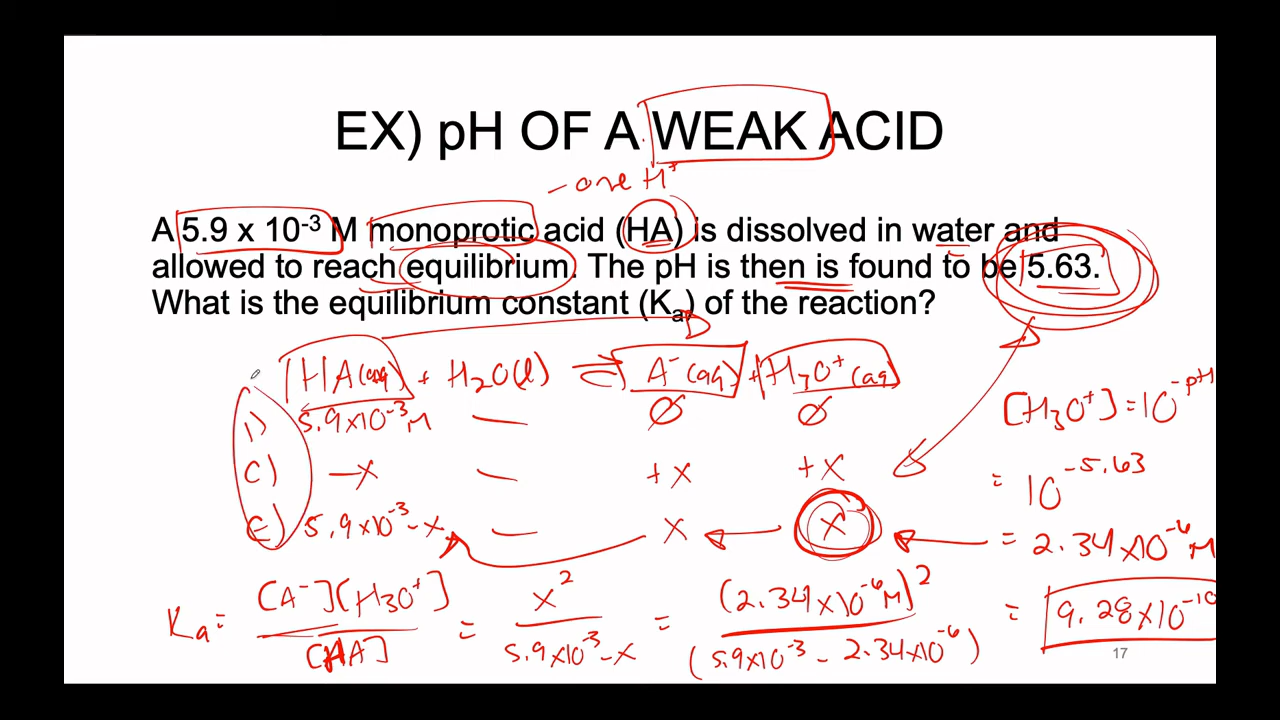 EX) pH OF A WEAK ACID
- one H⁺
A 5.9 x 10⁻³ M monoprotic acid (HA) is dissolved in water and
allowed to reach equilibrium. The pH is then is found to be 5.63.
What is the equilibrium constant (Kₐ) of the reaction?
HA(aq) + H₂O(l) ⇌ A⁻(aq) + H₃O⁺(aq)
I) 5.9x10⁻³M — ∅ ∅
C) -x — +x +x
E) 5.9x10⁻³-x — x x
[H₃O⁺] = 10^-pH
= 10^-5.63
= 2.34x10⁻⁶M
Kₐ = [A⁻][H₃O⁺] / [HA] = x² / 5.9x10⁻³-x = (2.34x10⁻⁶M)² / (5.9x10⁻³ - 2.34x10⁻⁶) = 9.28x10⁻¹⁰
17